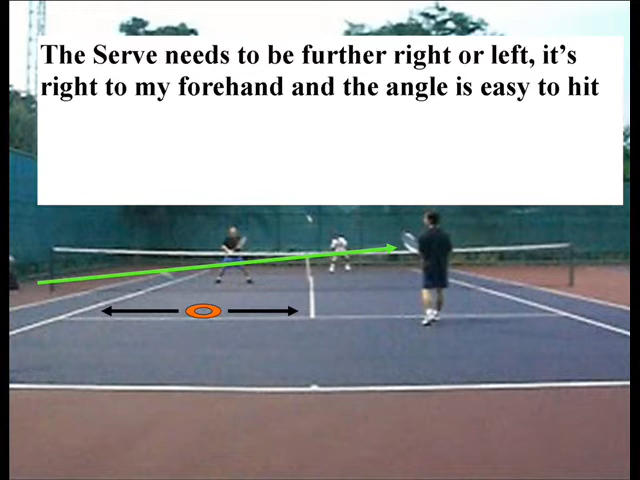 The Serve needs to be further right or left, it's
right to my forehand and the angle is easy to hit